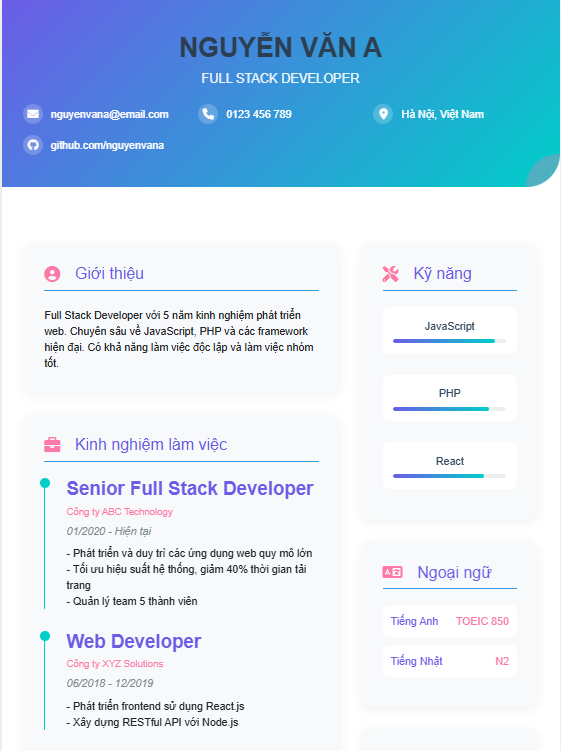 NGUYỄN VĂN A
FULL STACK DEVELOPER
nguyenvana@email.com
0123 456 789
Hà Nội, Việt Nam
github.com/nguyenvana
Giới thiệu
Full Stack Developer với 5 năm kinh nghiệm phát triển
web. Chuyên sâu về JavaScript, PHP và các framework
hiện đại. Có khả năng làm việc độc lập và làm việc nhóm
tốt.
Kinh nghiệm làm việc
Senior Full Stack Developer
Công ty ABC Technology
01/2020 - Hiện tại
- Phát triển và duy trì các ứng dụng web quy mô lớn
- Tối ưu hiệu suất hệ thống, giảm 40% thời gian tải
trang
- Quản lý team 5 thành viên
Web Developer
Công ty XYZ Solutions
06/2018 - 12/2019
- Phát triển frontend sử dụng React.js
- Xây dựng RESTful API với Node.js
Kỹ năng
JavaScript
PHP
React
Ngoại ngữ
Tiếng Anh TOEIC 850
Tiếng Nhật N2